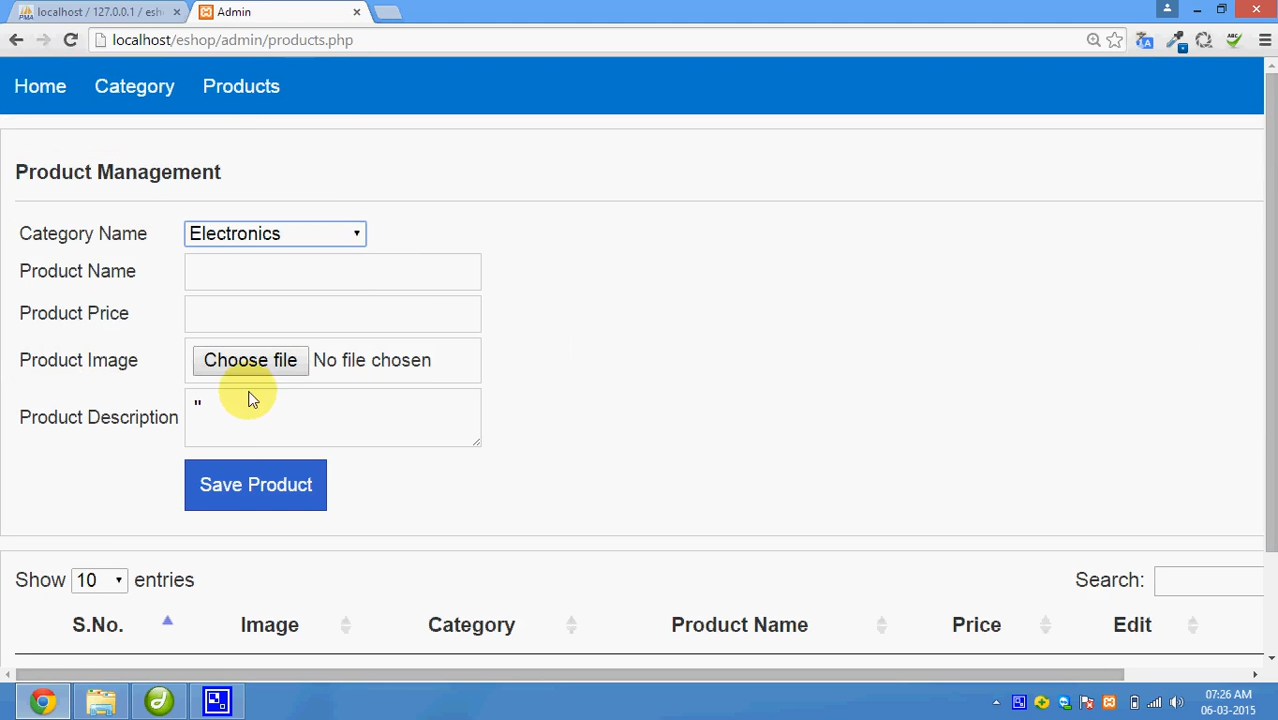 PMA localhost / 127.0.0.1 / esh
Admin
localhost/eshop/admin/products.php
ABC
Home Category Products
Product Management
Category Name Electronics
Product Name
Product Price
Product Image Choose file No file chosen
Product Description "
Save Product
Show 10 entries Search:
S.No. Image Category Product Name Price Edit
07:26 AM
06-03-2015